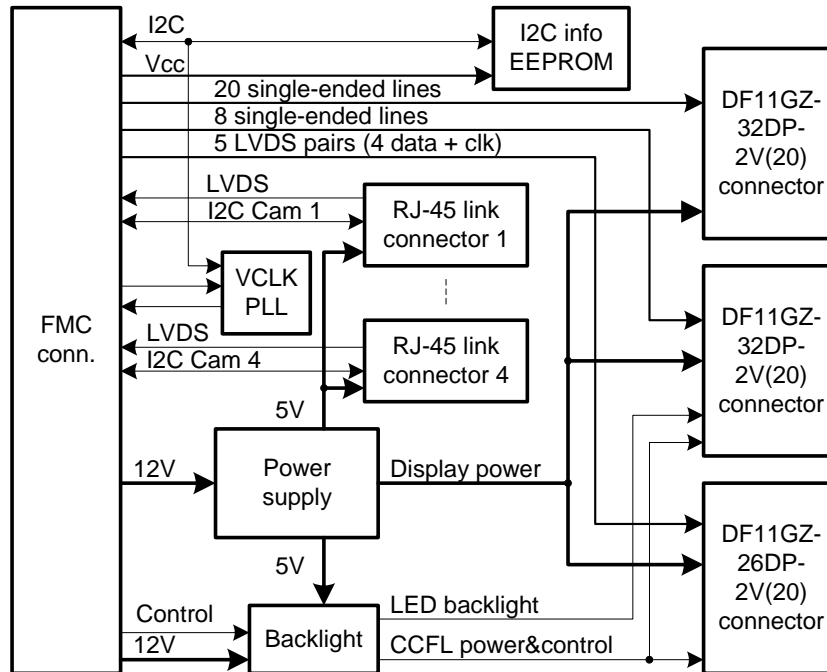 I2C
I2C info
EEPROM
Vcc
20 single-ended lines
8 single-ended lines
5 LVDS pairs (4 data + clk)
DF11GZ-
32DP-
2V(20)
connector
LVDS
I2C Cam 1
RJ-45 link
connector 1
VCLK
PLL
FMC
conn.
LVDS
I2C Cam 4
RJ-45 link
connector 4
DF11GZ-
32DP-
2V(20)
connector
5V
12V
Power
supply
Display power
5V
DF11GZ-
26DP-
2V(20)
connector
Control
12V
Backlight
LED backlight
CCFL power&control